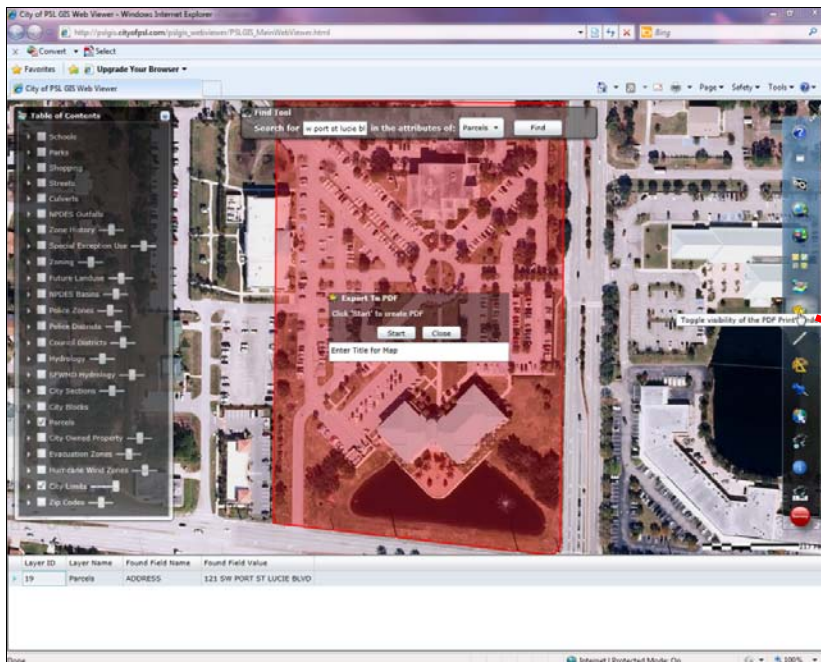 City of PSL GIS Web Viewer - Windows Internet Explorer
http://pslgis.cityofpsl.com/pslgis_webviewer/PSLGIS_MainWebViewer.html
Bing
x Convert Select
Favorites Upgrade Your Browser
City of PSL GIS Web Viewer
Page Safety Tools
Table of Contents
Find Tool
Search for w port st lucie bl in the attributes of: Parcels Find
Schools
Parks
Shopping
Streets
Culverts
NPDES Outfalls
Zone History
Special Exception Use
Zoning
Future Landuse
NPDES Basins
Police Zones
Police Districts
Council Districts
Hydrology
SFWMD Hydrology
City Sections
City Blocks
Parcels
City Owned Property
Evacuation Zones
Hurricane Wind Zones
City Limits
Zip Codes
Export To PDF
Click 'Start' to create PDF
Start Close
Enter Title for Map
Toggle visibility of the PDF Print
Layer ID Layer Name Found Field Name Found Field Value
19 Parcels ADDRESS 121 SW PORT ST LUCIE BLVD
Done
Internet | Protected Mode: On 100%